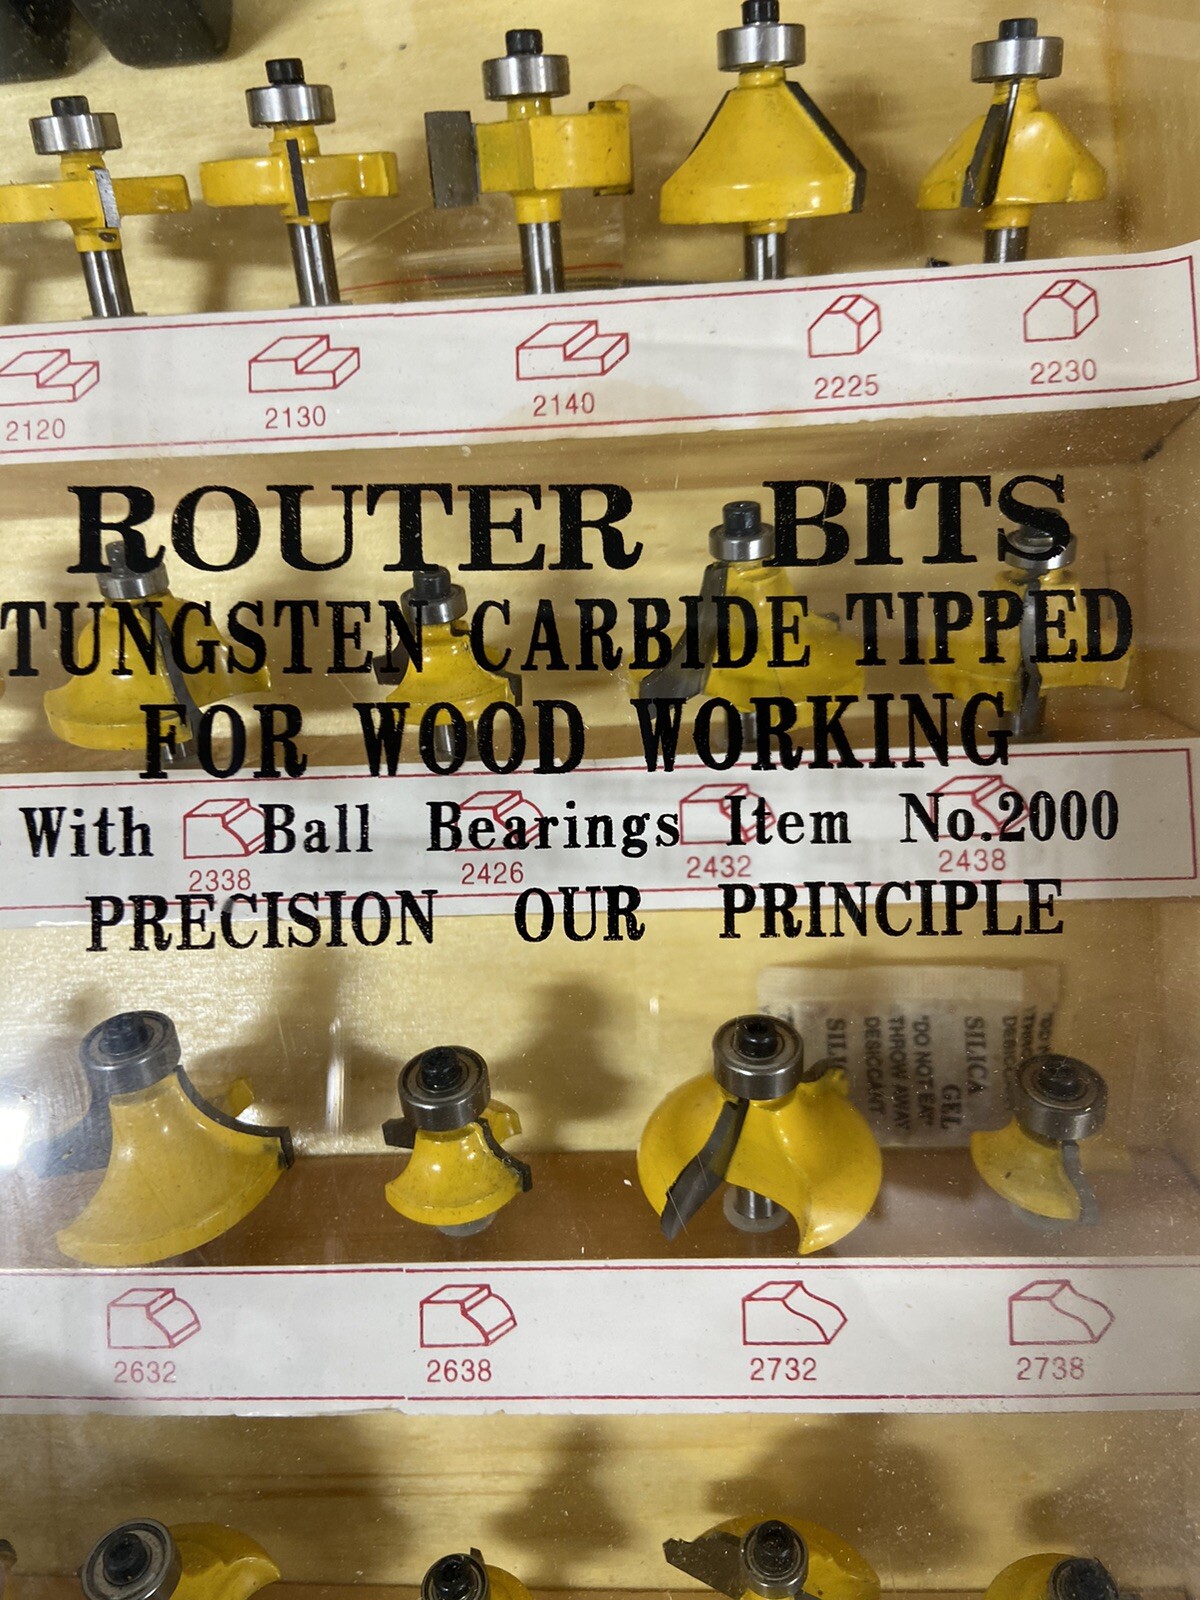 2120 2130 2140 2225 2230
ROUTER BITS
TUNGSTEN CARBIDE TIPPED
FOR WOOD WORKING
With Ball Bearings Item No.2000
2338 2426 2432 2438
PRECISION OUR PRINCIPLE
SILICA GEL
"DO NOT EAT"
THROW AWAY
DESICCANT
2632 2638 2732 2738